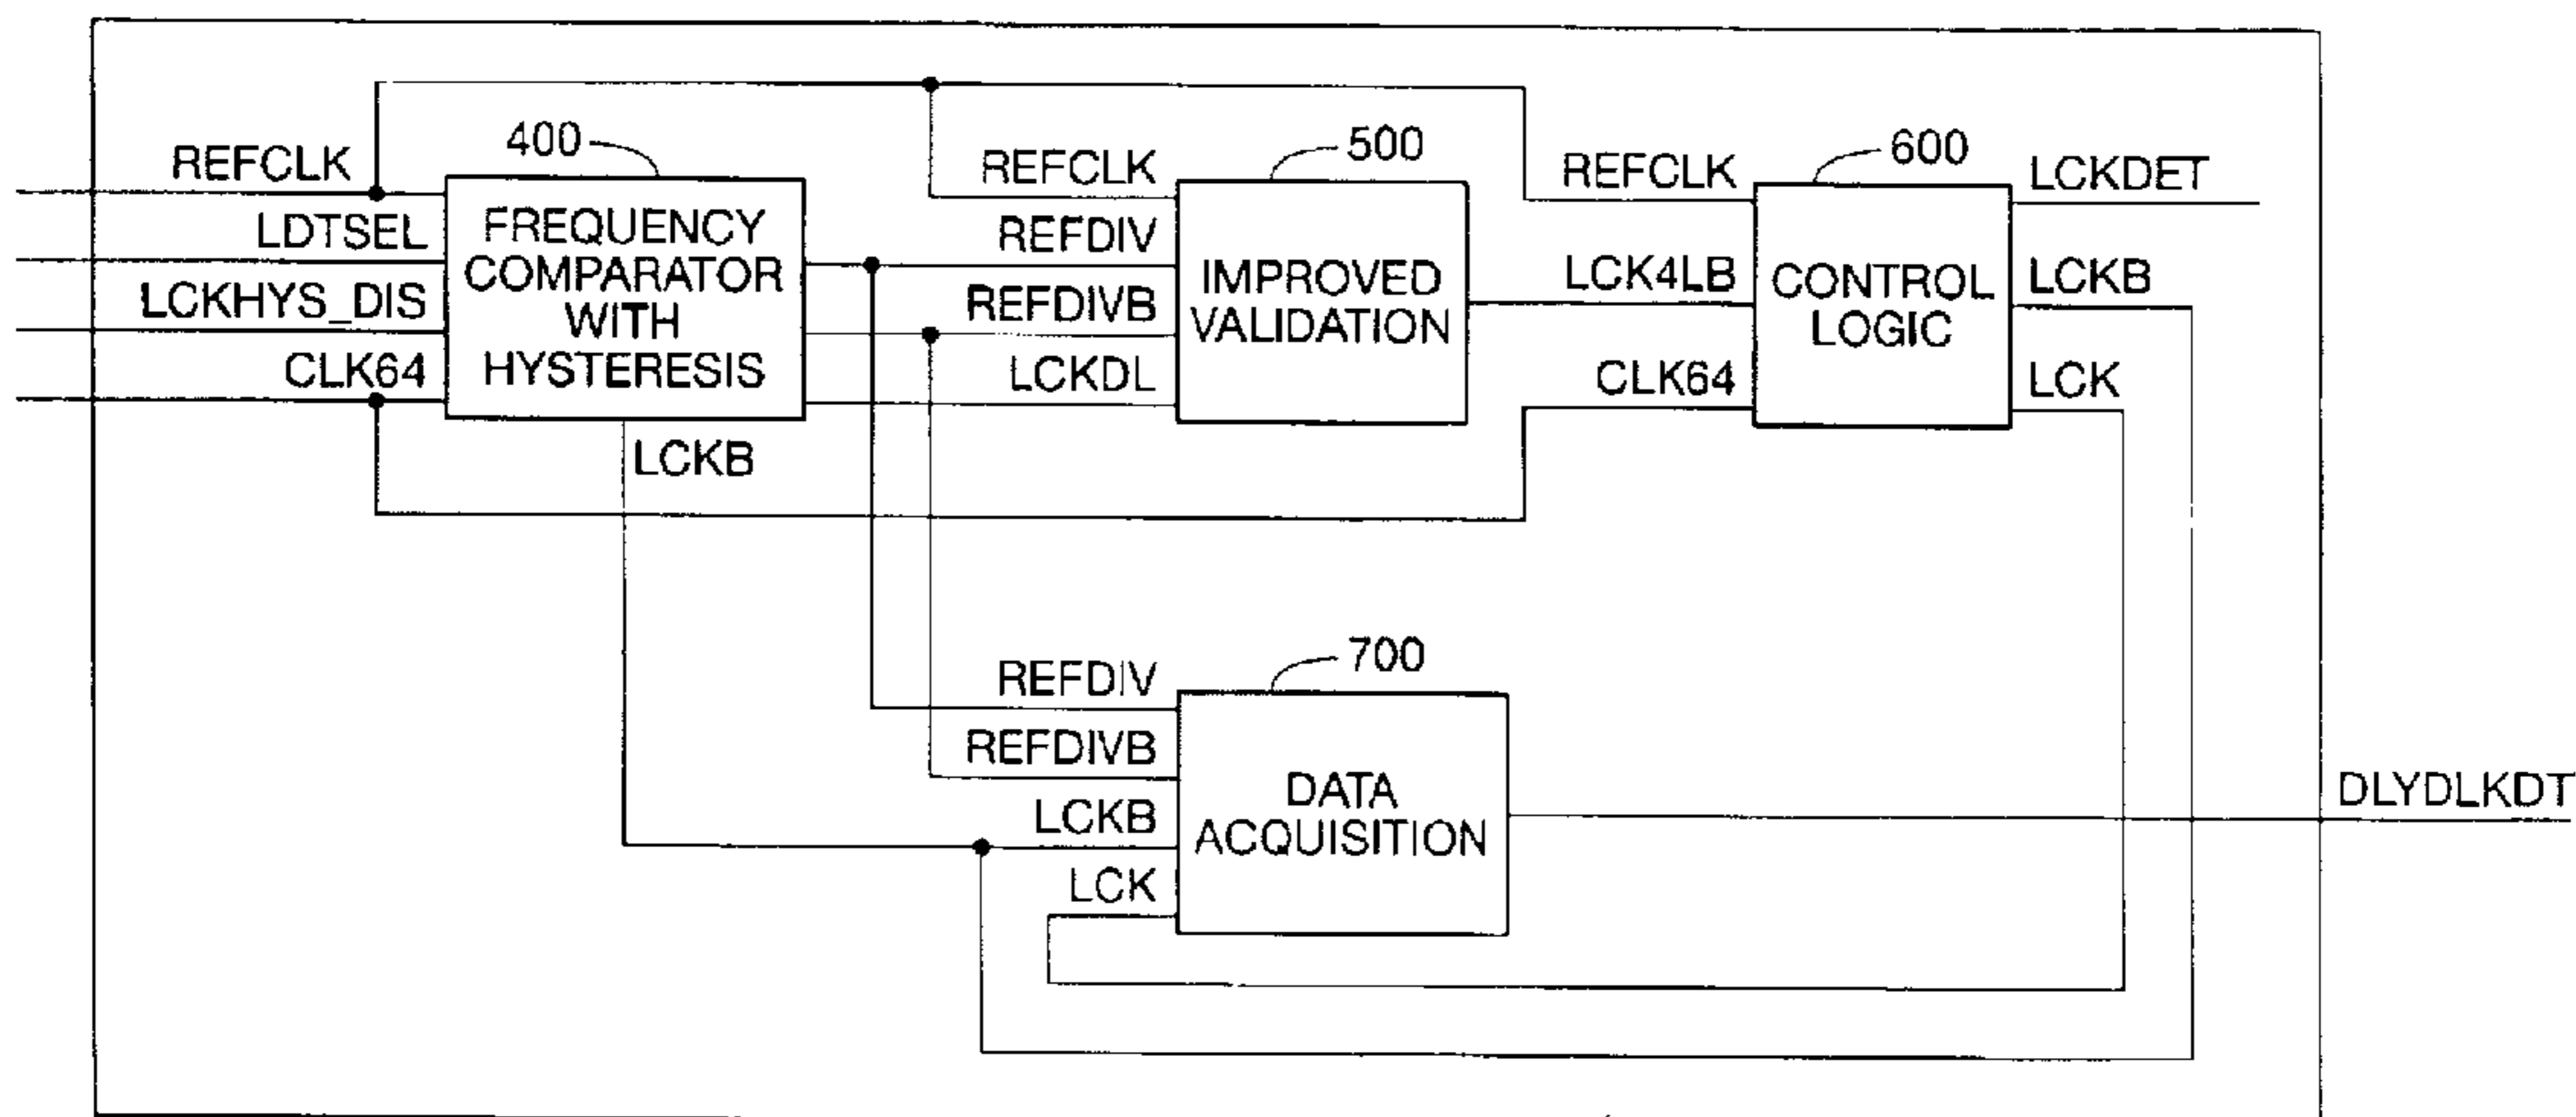 400
500
600
REFCLK
LDTSEL
LCKHYS_DIS
CLK64
FREQUENCY
COMPARATOR
WITH
HYSTERESIS
LCKB
REFCLK
REFDIV
REFDIVB
LCKDL
IMPROVED
VALIDATION
REFCLK
LCK4LB
CLK64
CONTROL
LOGIC
LCKDET
LCKB
LCK
700
REFDIV
REFDIVB
LCKB
LCK
DATA
ACQUISITION
DLYDLKDT